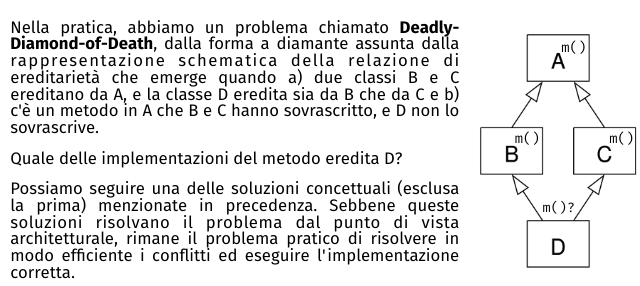 Nella pratica, abbiamo un problema chiamato Deadly-
Diamond-of-Death, dalla forma a diamante assunta dalla
rappresentazione schematica della relazione di
ereditarietà che emerge quando a) due classi B e C
ereditano da A, e la classe D eredita sia da B che da C e b)
c'è un metodo in A che B e C hanno sovrascritto, e D non lo
sovrascrive.
Quale delle implementazioni del metodo eredita D?
Possiamo seguire una delle soluzioni concettuali (esclusa
la prima) menzionate in precedenza. Sebbene queste
soluzioni risolvano il problema dal punto di vista
architetturale, rimane il problema pratico di risolvere in
modo efficiente i conflitti ed eseguire l'implementazione
corretta.
A m()
B m()
C m()
m()?
D